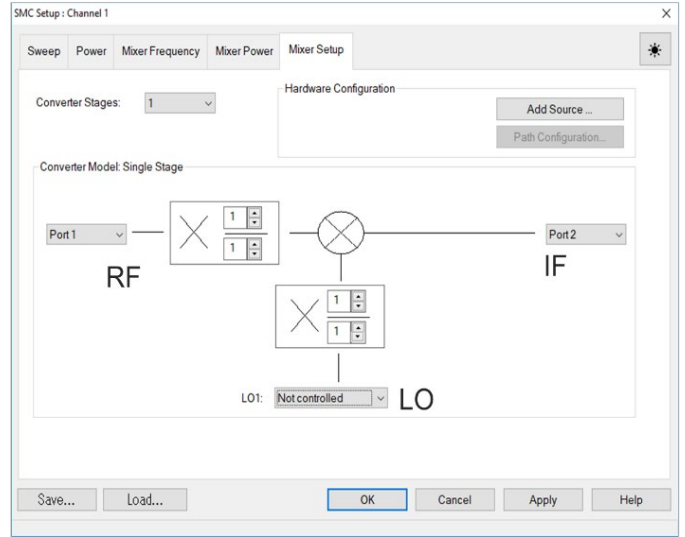 SMC Setup : Channel 1
Sweep Power Mixer Frequency Mixer Power Mixer Setup
Converter Stages: 1
Hardware Configuration
Add Source ...
Path Configuration...
Converter Model: Single Stage
Port 1
1
1
Port 2
RF
IF
1
1
LO1: Not controlled LO
Save... Load... OK Cancel Apply Help